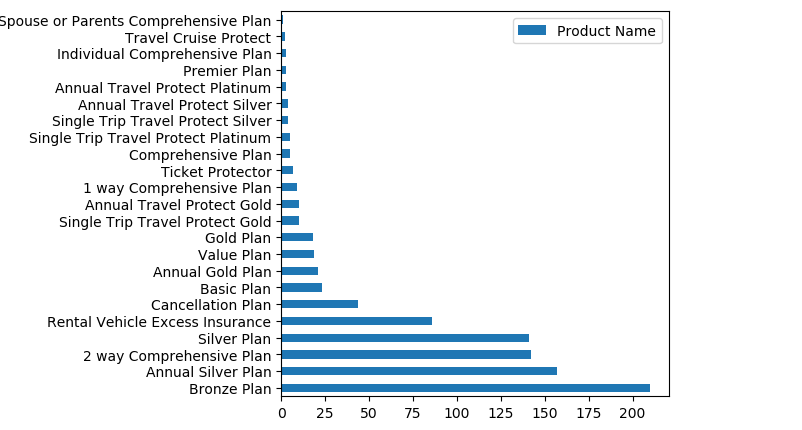 Spouse or Parents Comprehensive Plan
Travel Cruise Protect
Individual Comprehensive Plan
Premier Plan
Annual Travel Protect Platinum
Annual Travel Protect Silver
Single Trip Travel Protect Silver
Single Trip Travel Protect Platinum
Comprehensive Plan
Ticket Protector
1 way Comprehensive Plan
Annual Travel Protect Gold
Single Trip Travel Protect Gold
Gold Plan
Value Plan
Annual Gold Plan
Basic Plan
Cancellation Plan
Rental Vehicle Excess Insurance
Silver Plan
2 way Comprehensive Plan
Annual Silver Plan
Bronze Plan
Product Name
0 25 50 75 100 125 150 175 200